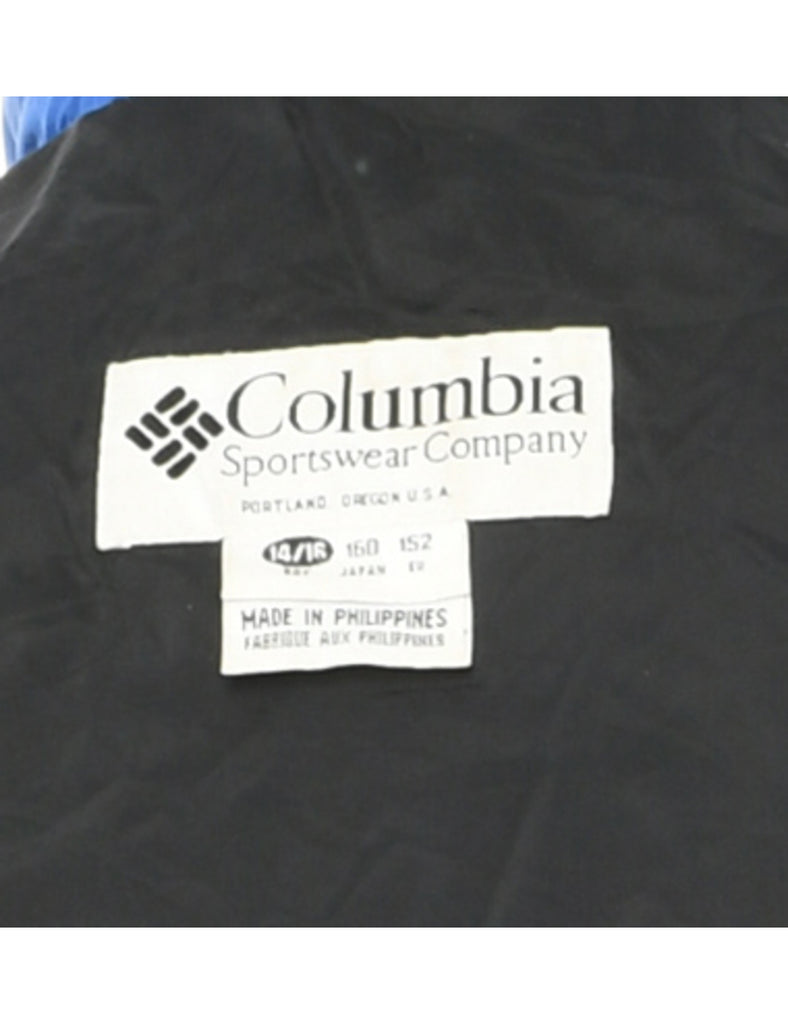 Columbia
Sportswear Company
PORTLAND, OREGON U.S.A.
14/16 160 152
JAPAN
MADE IN PHILIPPINES
FABRIQUE AUX PHILIPPINES